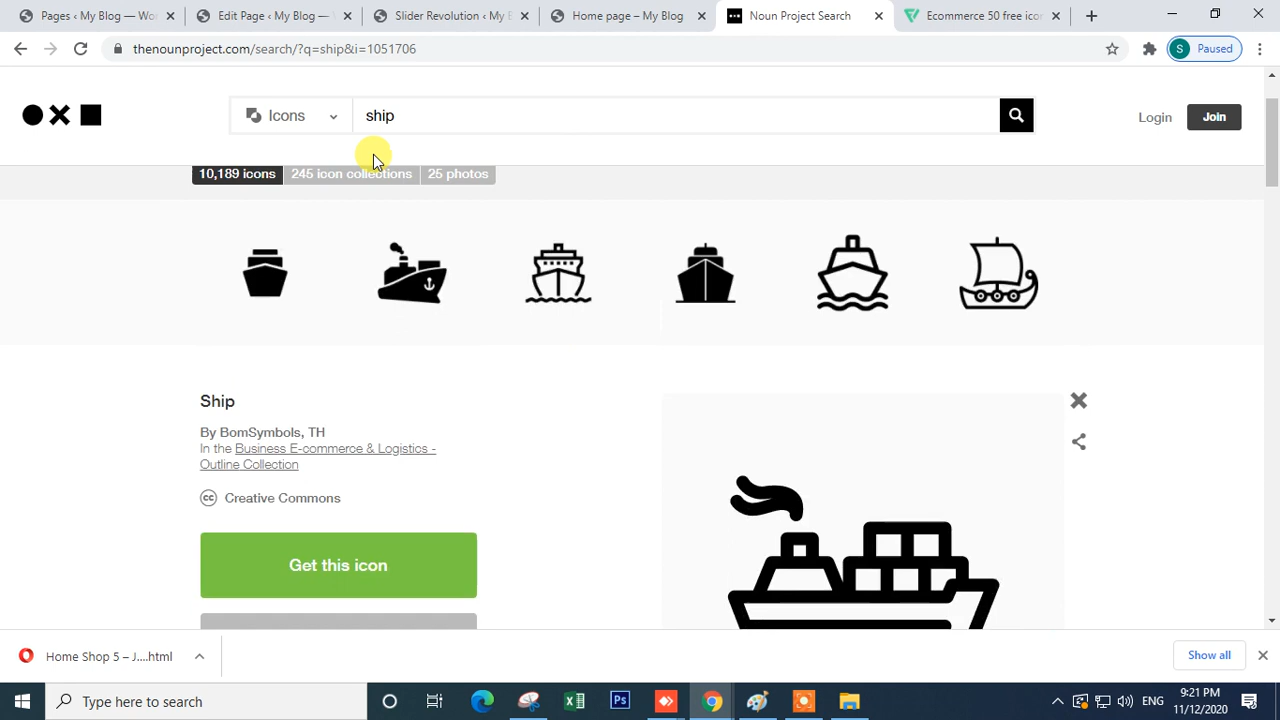 Pages ‹ My Blog — Wor
Edit Page ‹ My Blog —
Slider Revolution ‹ My E
Home page – My Blog
Noun Project Search
Ecommerce 50 free icon
thenounproject.com/search/?q=ship&i=1051706
S
Paused
Icons
ship
Login
Join
10,189 icons
245 icon collections
25 photos
Ship
By BomSymbols, TH
In the Business E-commerce & Logistics -
Outline Collection
cc
Creative Commons
Get this icon
Home Shop 5 – J....html
Show all
Type here to search
Ps
ENG
9:21 PM
11/12/2020